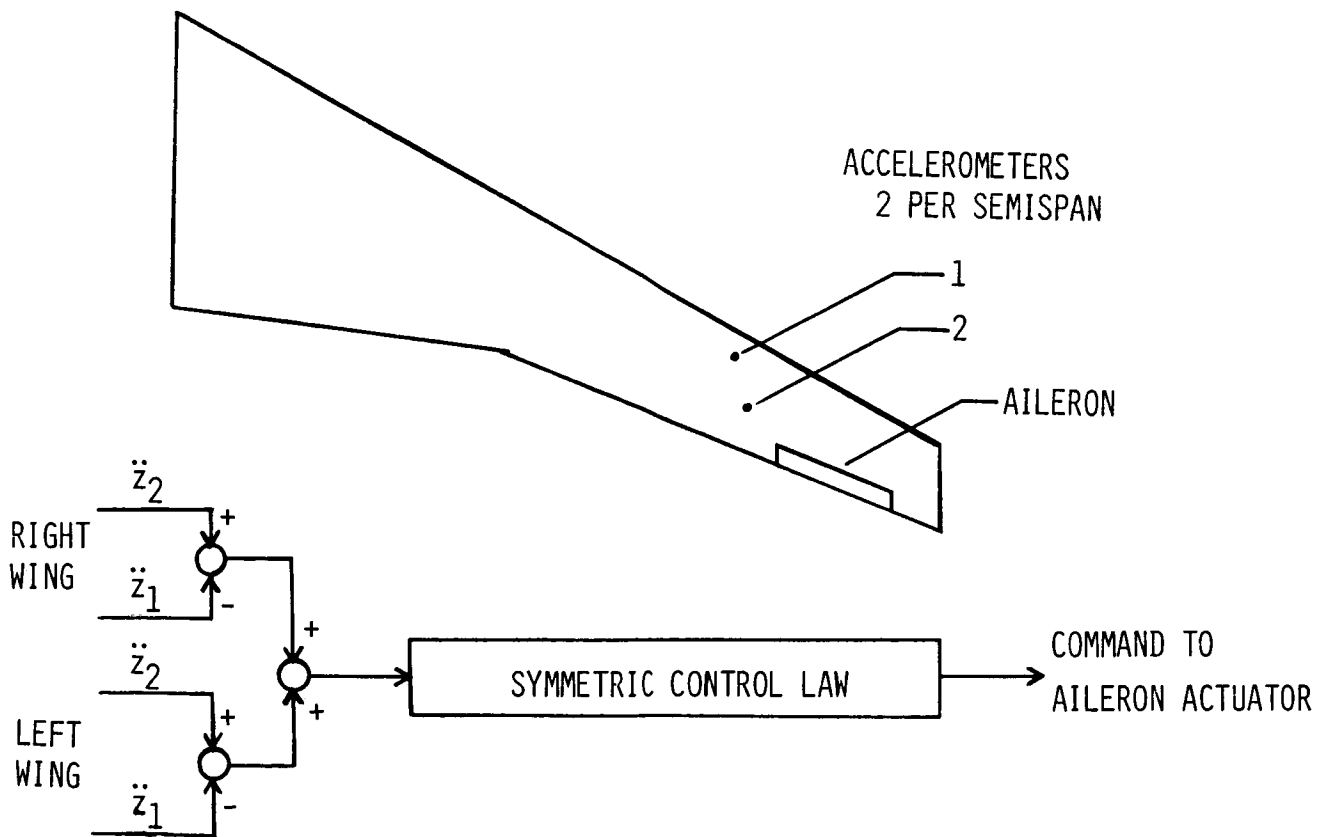 ACCELEROMETERS
2 PER SEMISPAN
1
2
AILERON
z̈2
+
RIGHT
WING
z̈1
-
+
z̈2
+
LEFT
WING
z̈1
-
+
SYMMETRIC CONTROL LAW
COMMAND TO
AILERON ACTUATOR